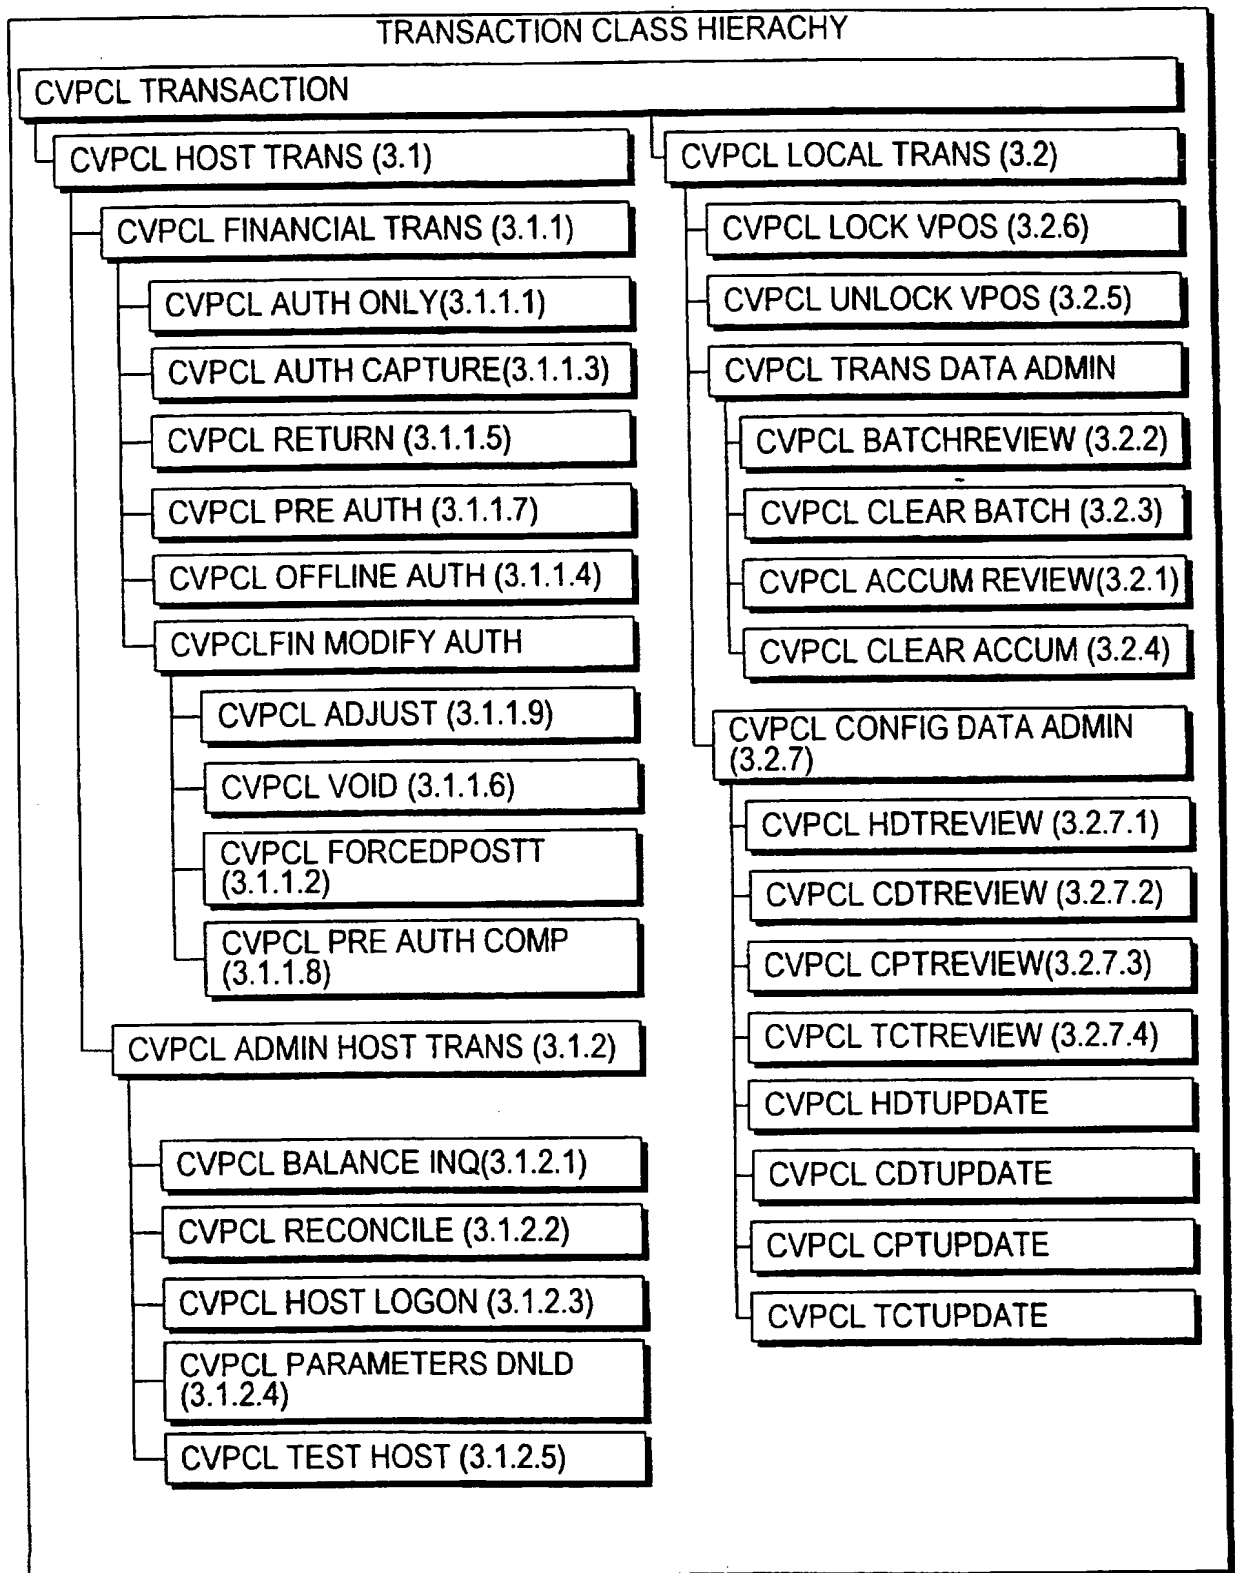 TRANSACTION CLASS HIERACHY
CVPCL TRANSACTION
CVPCL HOST TRANS (3.1)
CVPCL FINANCIAL TRANS (3.1.1)
CVPCL AUTH ONLY(3.1.1.1)
CVPCL AUTH CAPTURE(3.1.1.3)
CVPCL RETURN (3.1.1.5)
CVPCL PRE AUTH (3.1.1.7)
CVPCL OFFLINE AUTH (3.1.1.4)
CVPCLFIN MODIFY AUTH
CVPCL ADJUST (3.1.1.9)
CVPCL VOID (3.1.1.6)
CVPCL FORCEDPOSTT
(3.1.1.2)
CVPCL PRE AUTH COMP
(3.1.1.8)
CVPCL ADMIN HOST TRANS (3.1.2)
CVPCL BALANCE INQ(3.1.2.1)
CVPCL RECONCILE (3.1.2.2)
CVPCL HOST LOGON (3.1.2.3)
CVPCL PARAMETERS DNLD
(3.1.2.4)
CVPCL TEST HOST (3.1.2.5)
CVPCL LOCAL TRANS (3.2)
CVPCL LOCK VPOS (3.2.6)
CVPCL UNLOCK VPOS (3.2.5)
CVPCL TRANS DATA ADMIN
CVPCL BATCHREVIEW (3.2.2)
CVPCL CLEAR BATCH (3.2.3)
CVPCL ACCUM REVIEW(3.2.1)
CVPCL CLEAR ACCUM (3.2.4)
CVPCL CONFIG DATA ADMIN
(3.2.7)
CVPCL HDTREVIEW (3.2.7.1)
CVPCL CDTREVIEW (3.2.7.2)
CVPCL CPTREVIEW(3.2.7.3)
CVPCL TCTREVIEW (3.2.7.4)
CVPCL HDTUPDATE
CVPCL CDTUPDATE
CVPCL CPTUPDATE
CVPCL TCTUPDATE